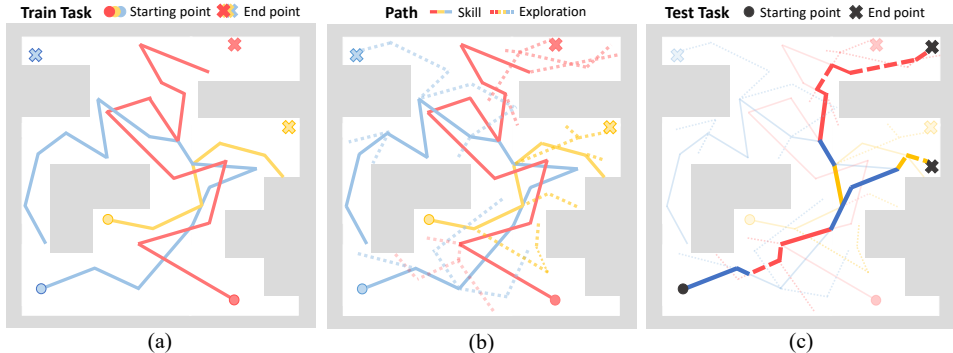 Train Task Starting point End point
Path Skill Exploration
Test Task Starting point End point
(a) (b) (c)